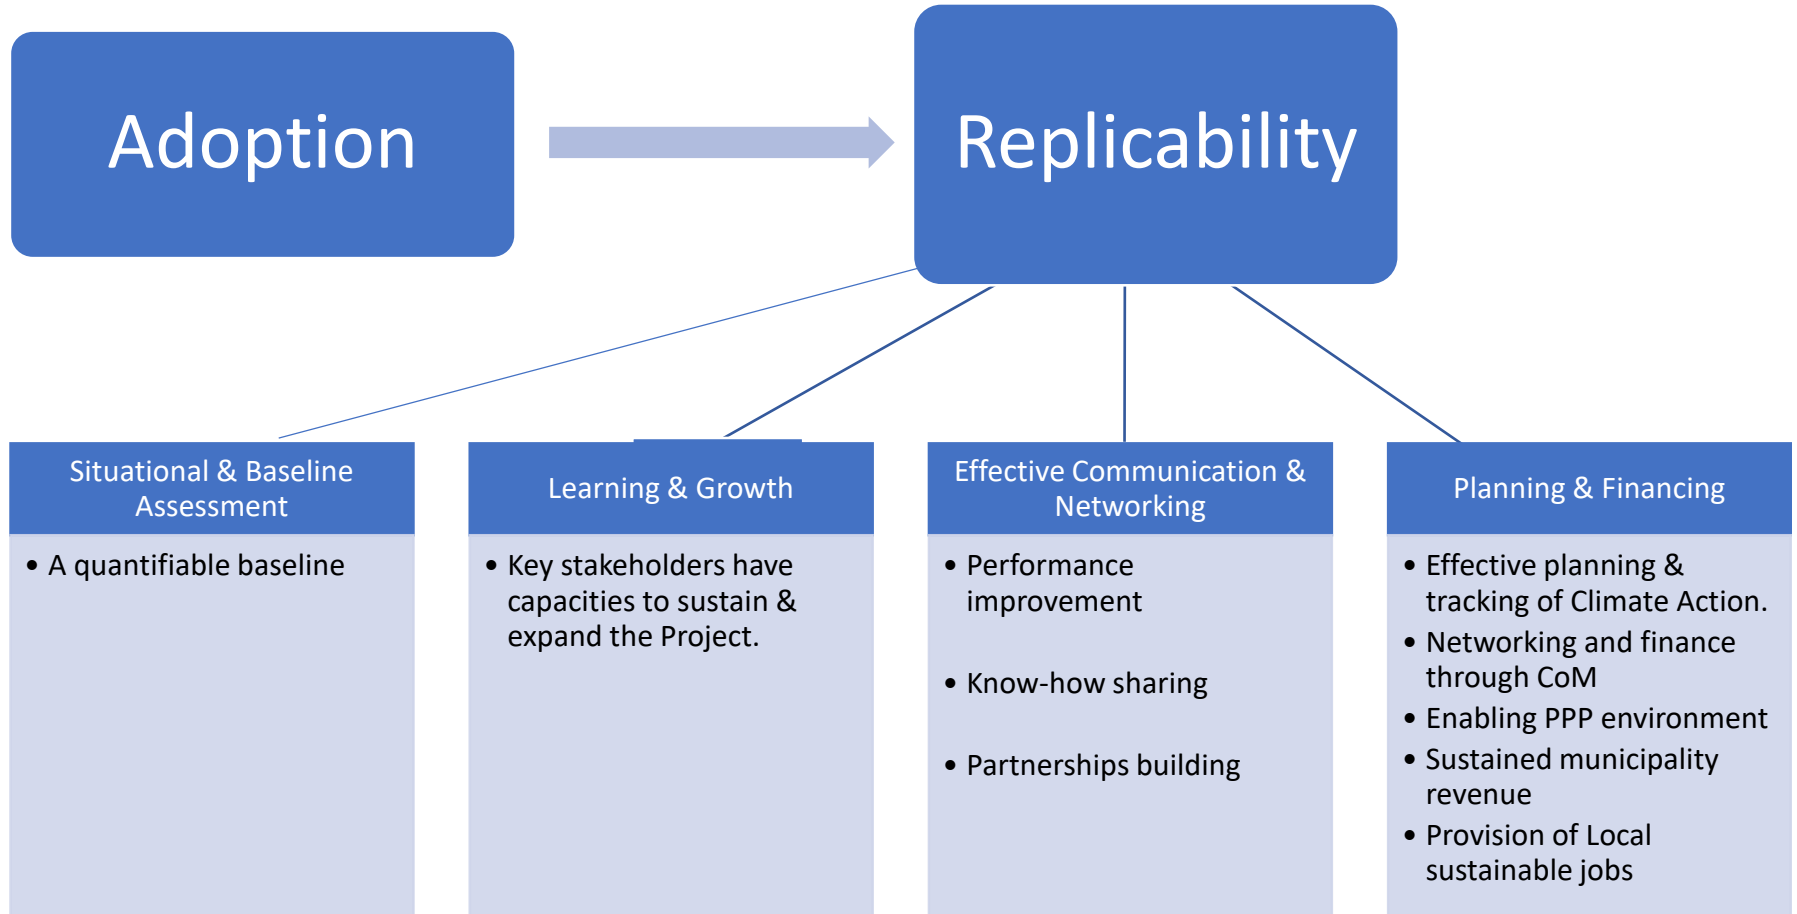 Adoption
Replicability
Situational & Baseline
Assessment
• A quantifiable baseline
Learning & Growth
• Key stakeholders have
capacities to sustain &
expand the Project.
Effective Communication &
Networking
• Performance
improvement
• Know-how sharing
• Partnerships building
Planning & Financing
• Effective planning &
tracking of Climate Action.
• Networking and finance
through CoM
• Enabling PPP environment
• Sustained municipality
revenue
• Provision of Local
sustainable jobs